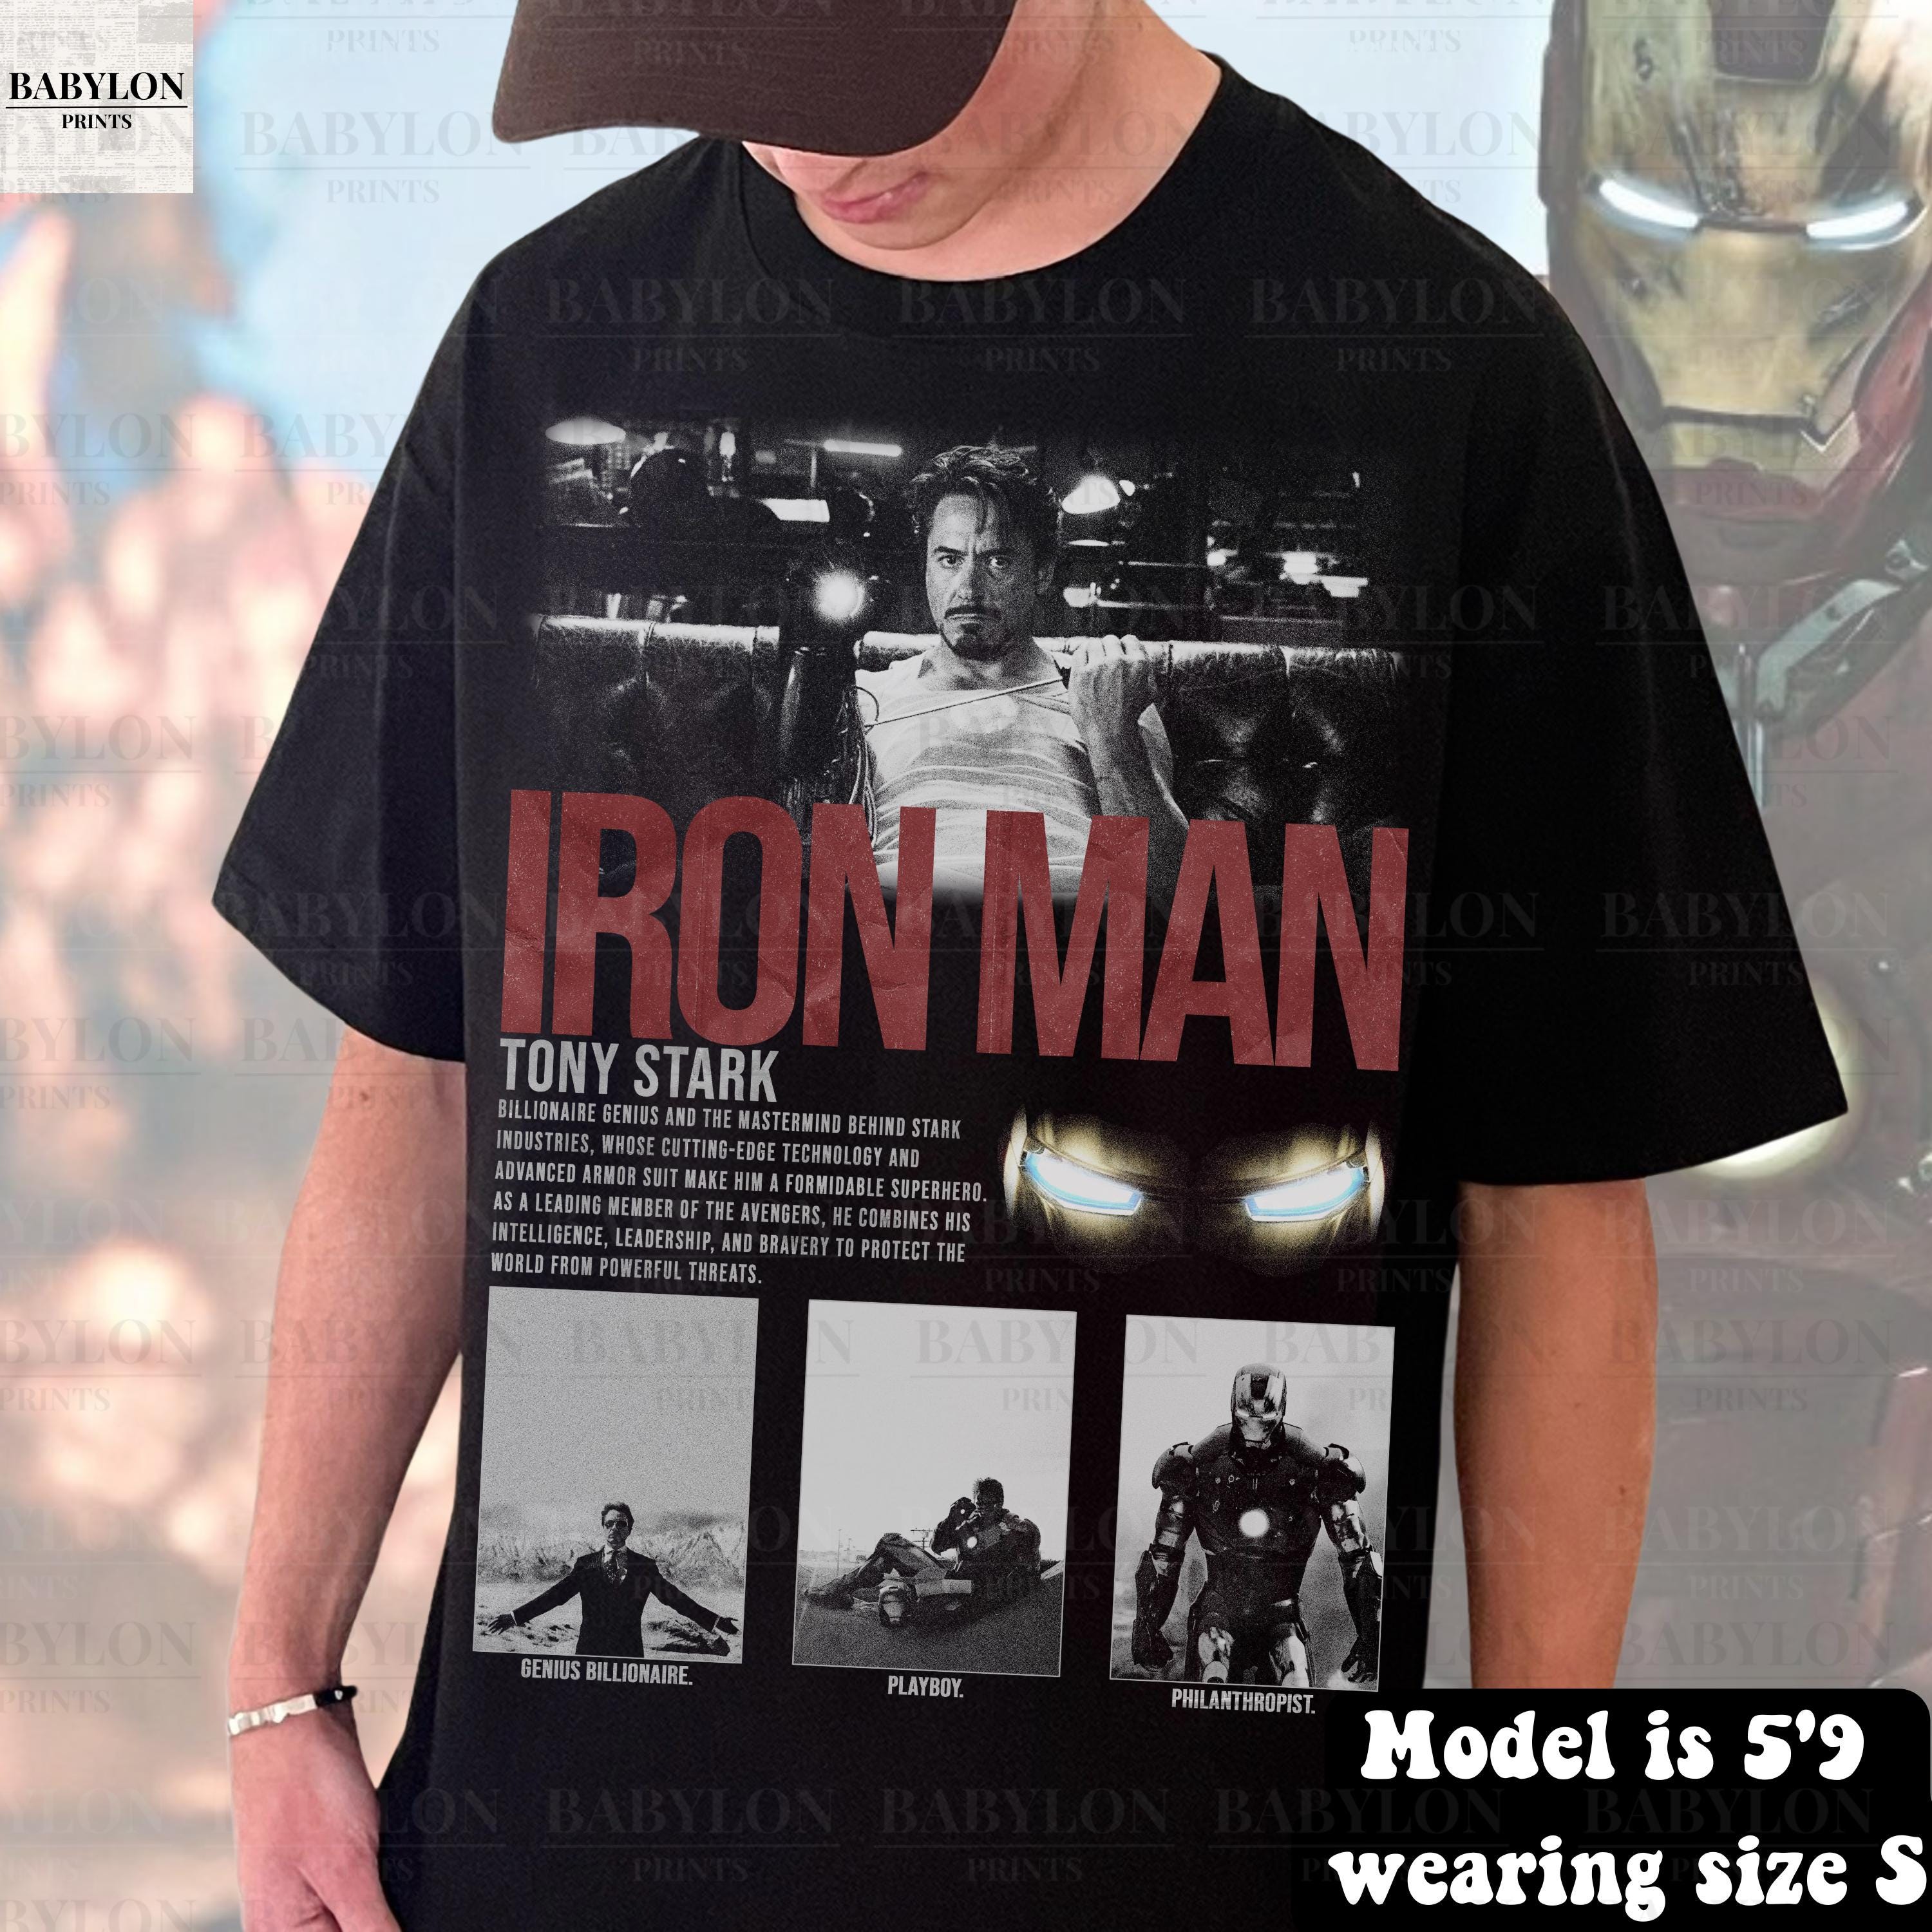 BABYLON
PRINTS
IRON MAN
TONY STARK
BILLIONAIRE GENIUS AND THE MASTERMIND BEHIND STARK
INDUSTRIES, WHOSE CUTTING-EDGE TECHNOLOGY AND
ADVANCED ARMOR SUIT MAKE HIM A FORMIDABLE SUPERHERO.
AS A LEADING MEMBER OF THE AVENGERS, HE COMBINES HIS
INTELLIGENCE, LEADERSHIP, AND BRAVERY TO PROTECT THE
WORLD FROM POWERFUL THREATS.
GENIUS BILLIONAIRE.
PLAYBOY.
PHILANTHROPIST.
Model is 5'9
wearing size S